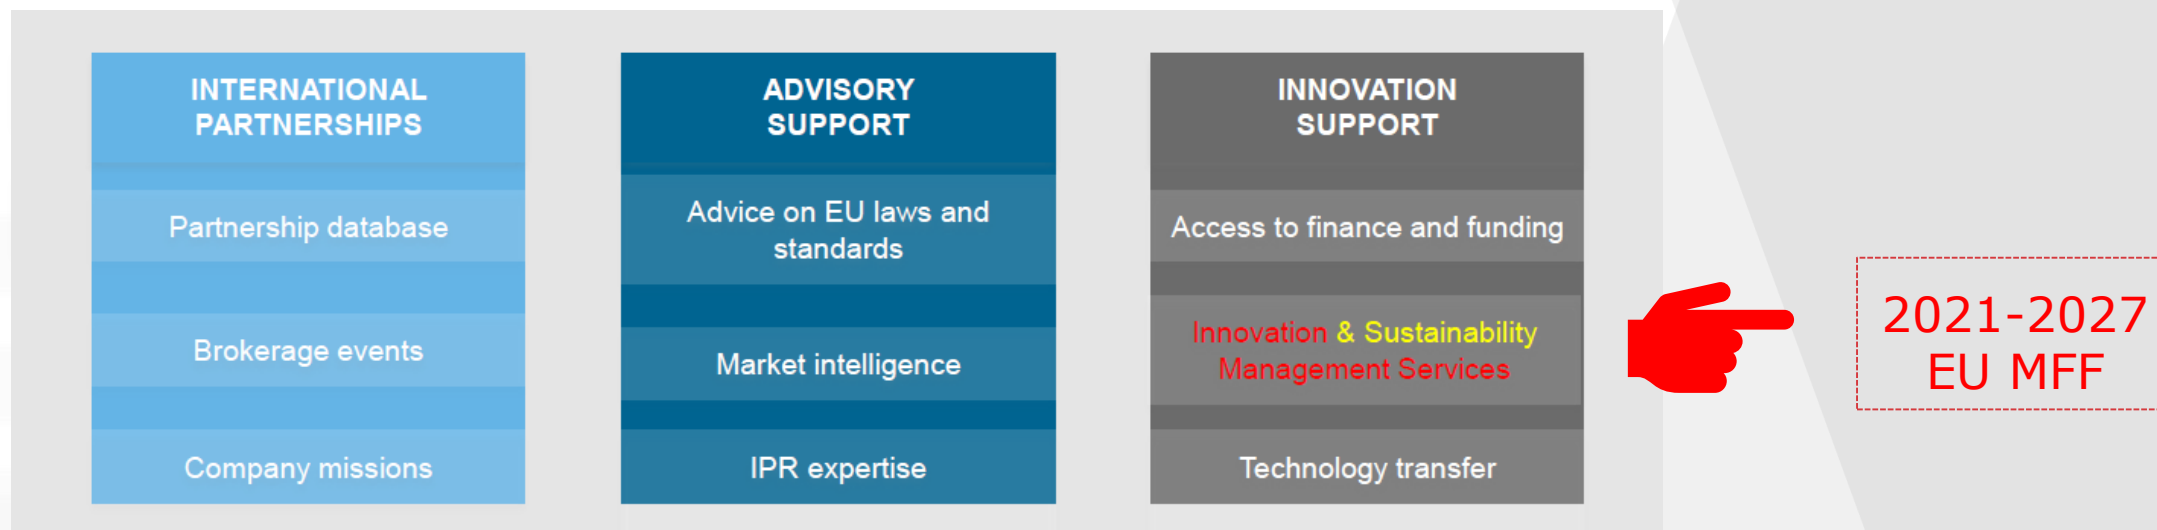 INTERNATIONAL
PARTNERSHIPS
Partnership database
Brokerage events
Company missions
ADVISORY
SUPPORT
Advice on EU laws and
standards
Market intelligence
IPR expertise
INNOVATION
SUPPORT
Access to finance and funding
Innovation & Sustainability
Management Services
Technology transfer
2021-2027
EU MFF